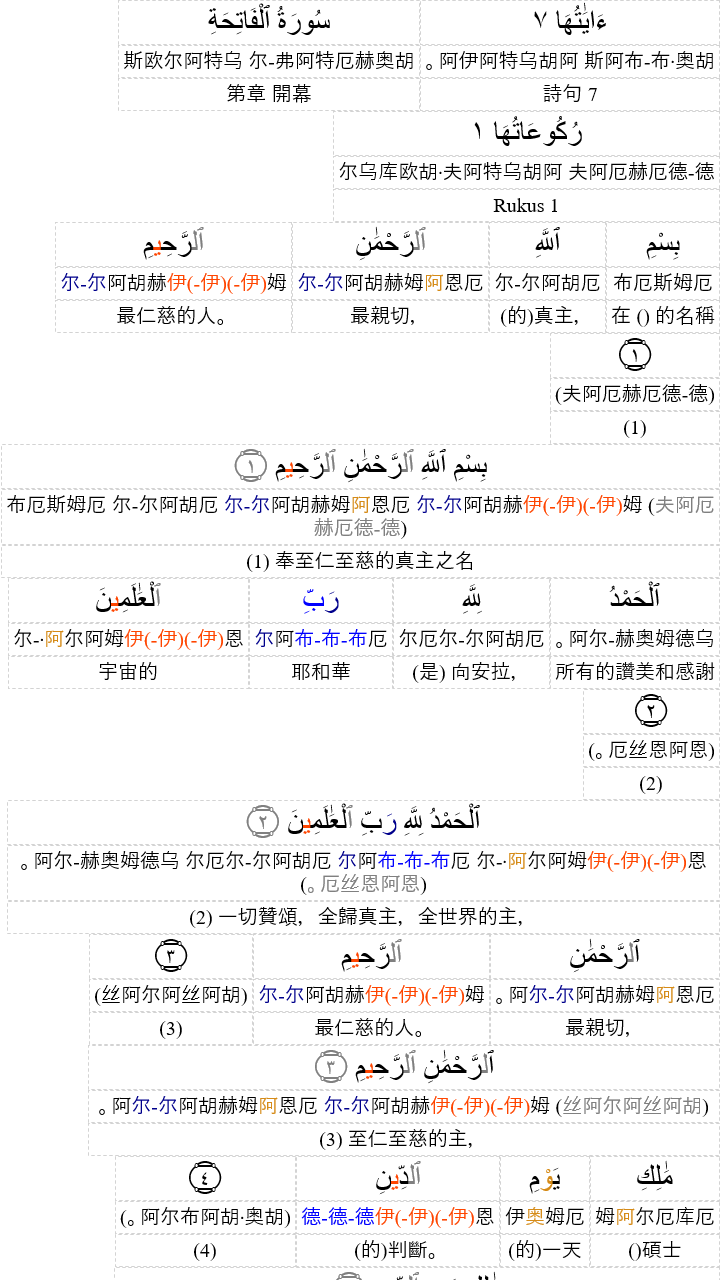 سُورَةُ ٱلْفَاتِحَةِ ءَايَٰتُهَا ٧
斯欧尔阿特乌 尔-弗阿特厄赫奥胡 。阿伊阿特乌胡阿 斯阿布-布·奥胡
第章 開幕 詩句 7
رُكُوعَاتُهَا ١
尔乌库欧胡·夫阿特乌胡阿 夫阿厄赫厄德-德
Rukus 1
بِسْمِ ٱللَّهِ ٱلرَّحْمَٰنِ ٱلرَّحِيمِ
尔-尔阿胡赫伊(-伊)(-伊)姆 尔-尔阿胡赫姆阿恩厄 尔-尔阿胡厄 布厄斯姆厄
最仁慈的人。 最親切, (的)真主, 在 () 的名稱
١
(夫阿厄赫厄德-德)
(1)
بِسْمِ ٱللَّهِ ٱلرَّحْمَٰنِ ٱلرَّحِيمِ ١
布厄斯姆厄 尔-尔阿胡厄 尔-尔阿胡赫姆阿恩厄 尔-尔阿胡赫伊(-伊)(-伊)姆 (夫阿厄
赫厄德-德)
(1) 奉至仁至慈的真主之名
ٱلْحَمْدُ لِلَّهِ رَبِّ ٱلْعَٰلَمِينَ
尔-·阿尔阿姆伊(-伊)(-伊)恩 尔阿布-布-布厄 尔厄尔-尔阿胡厄 。阿尔-赫奥姆德乌
宇宙的 耶和華 (是) 向安拉, 所有的讚美和感謝
٢
(。厄丝恩阿恩)
(2)
ٱلْحَمْدُ لِلَّهِ رَبِّ ٱلْعَٰلَمِينَ ٢
。阿尔-赫奥姆德乌 尔厄尔-尔阿胡厄 尔阿布-布-布厄 尔-·阿尔阿姆伊(-伊)(-伊)恩
(。厄丝恩阿恩)
(2) 一切贊頌，全歸真主，全世界的主,
ٱلرَّحْمَٰنِ ٱلرَّحِيمِ ٣
(丝阿尔阿丝阿胡) 尔-尔阿胡赫伊(-伊)(-伊)姆 。阿尔-尔阿胡赫姆阿恩厄
(3) 最仁慈的人。 最親切,
ٱلرَّحْمَٰنِ ٱلرَّحِيمِ ٣
。阿尔-尔阿胡赫姆阿恩厄 尔-尔阿胡赫伊(-伊)(-伊)姆 (丝阿尔阿丝阿胡)
(3) 至仁至慈的主,
مَٰلِكِ يَوْمِ ٱلدِّينِ ٤
(。阿尔布阿胡·奥胡) 德-德-德伊(-伊)(-伊)恩 伊奥姆厄 姆阿尔厄库厄
(4) (的)判斷。 (的)一天 ()碩士